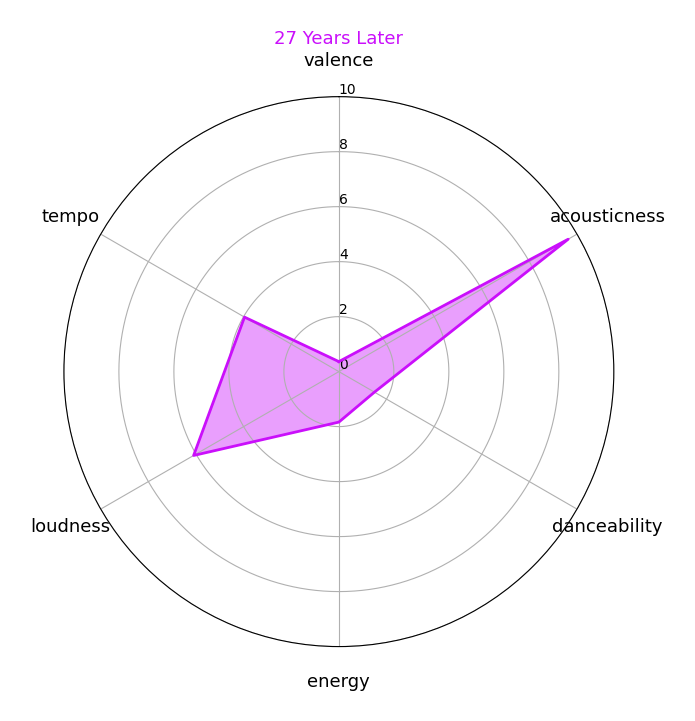 27 Years Later
valence
10
8
tempo
acousticness
6
4
2
0
loudness
danceability
energy